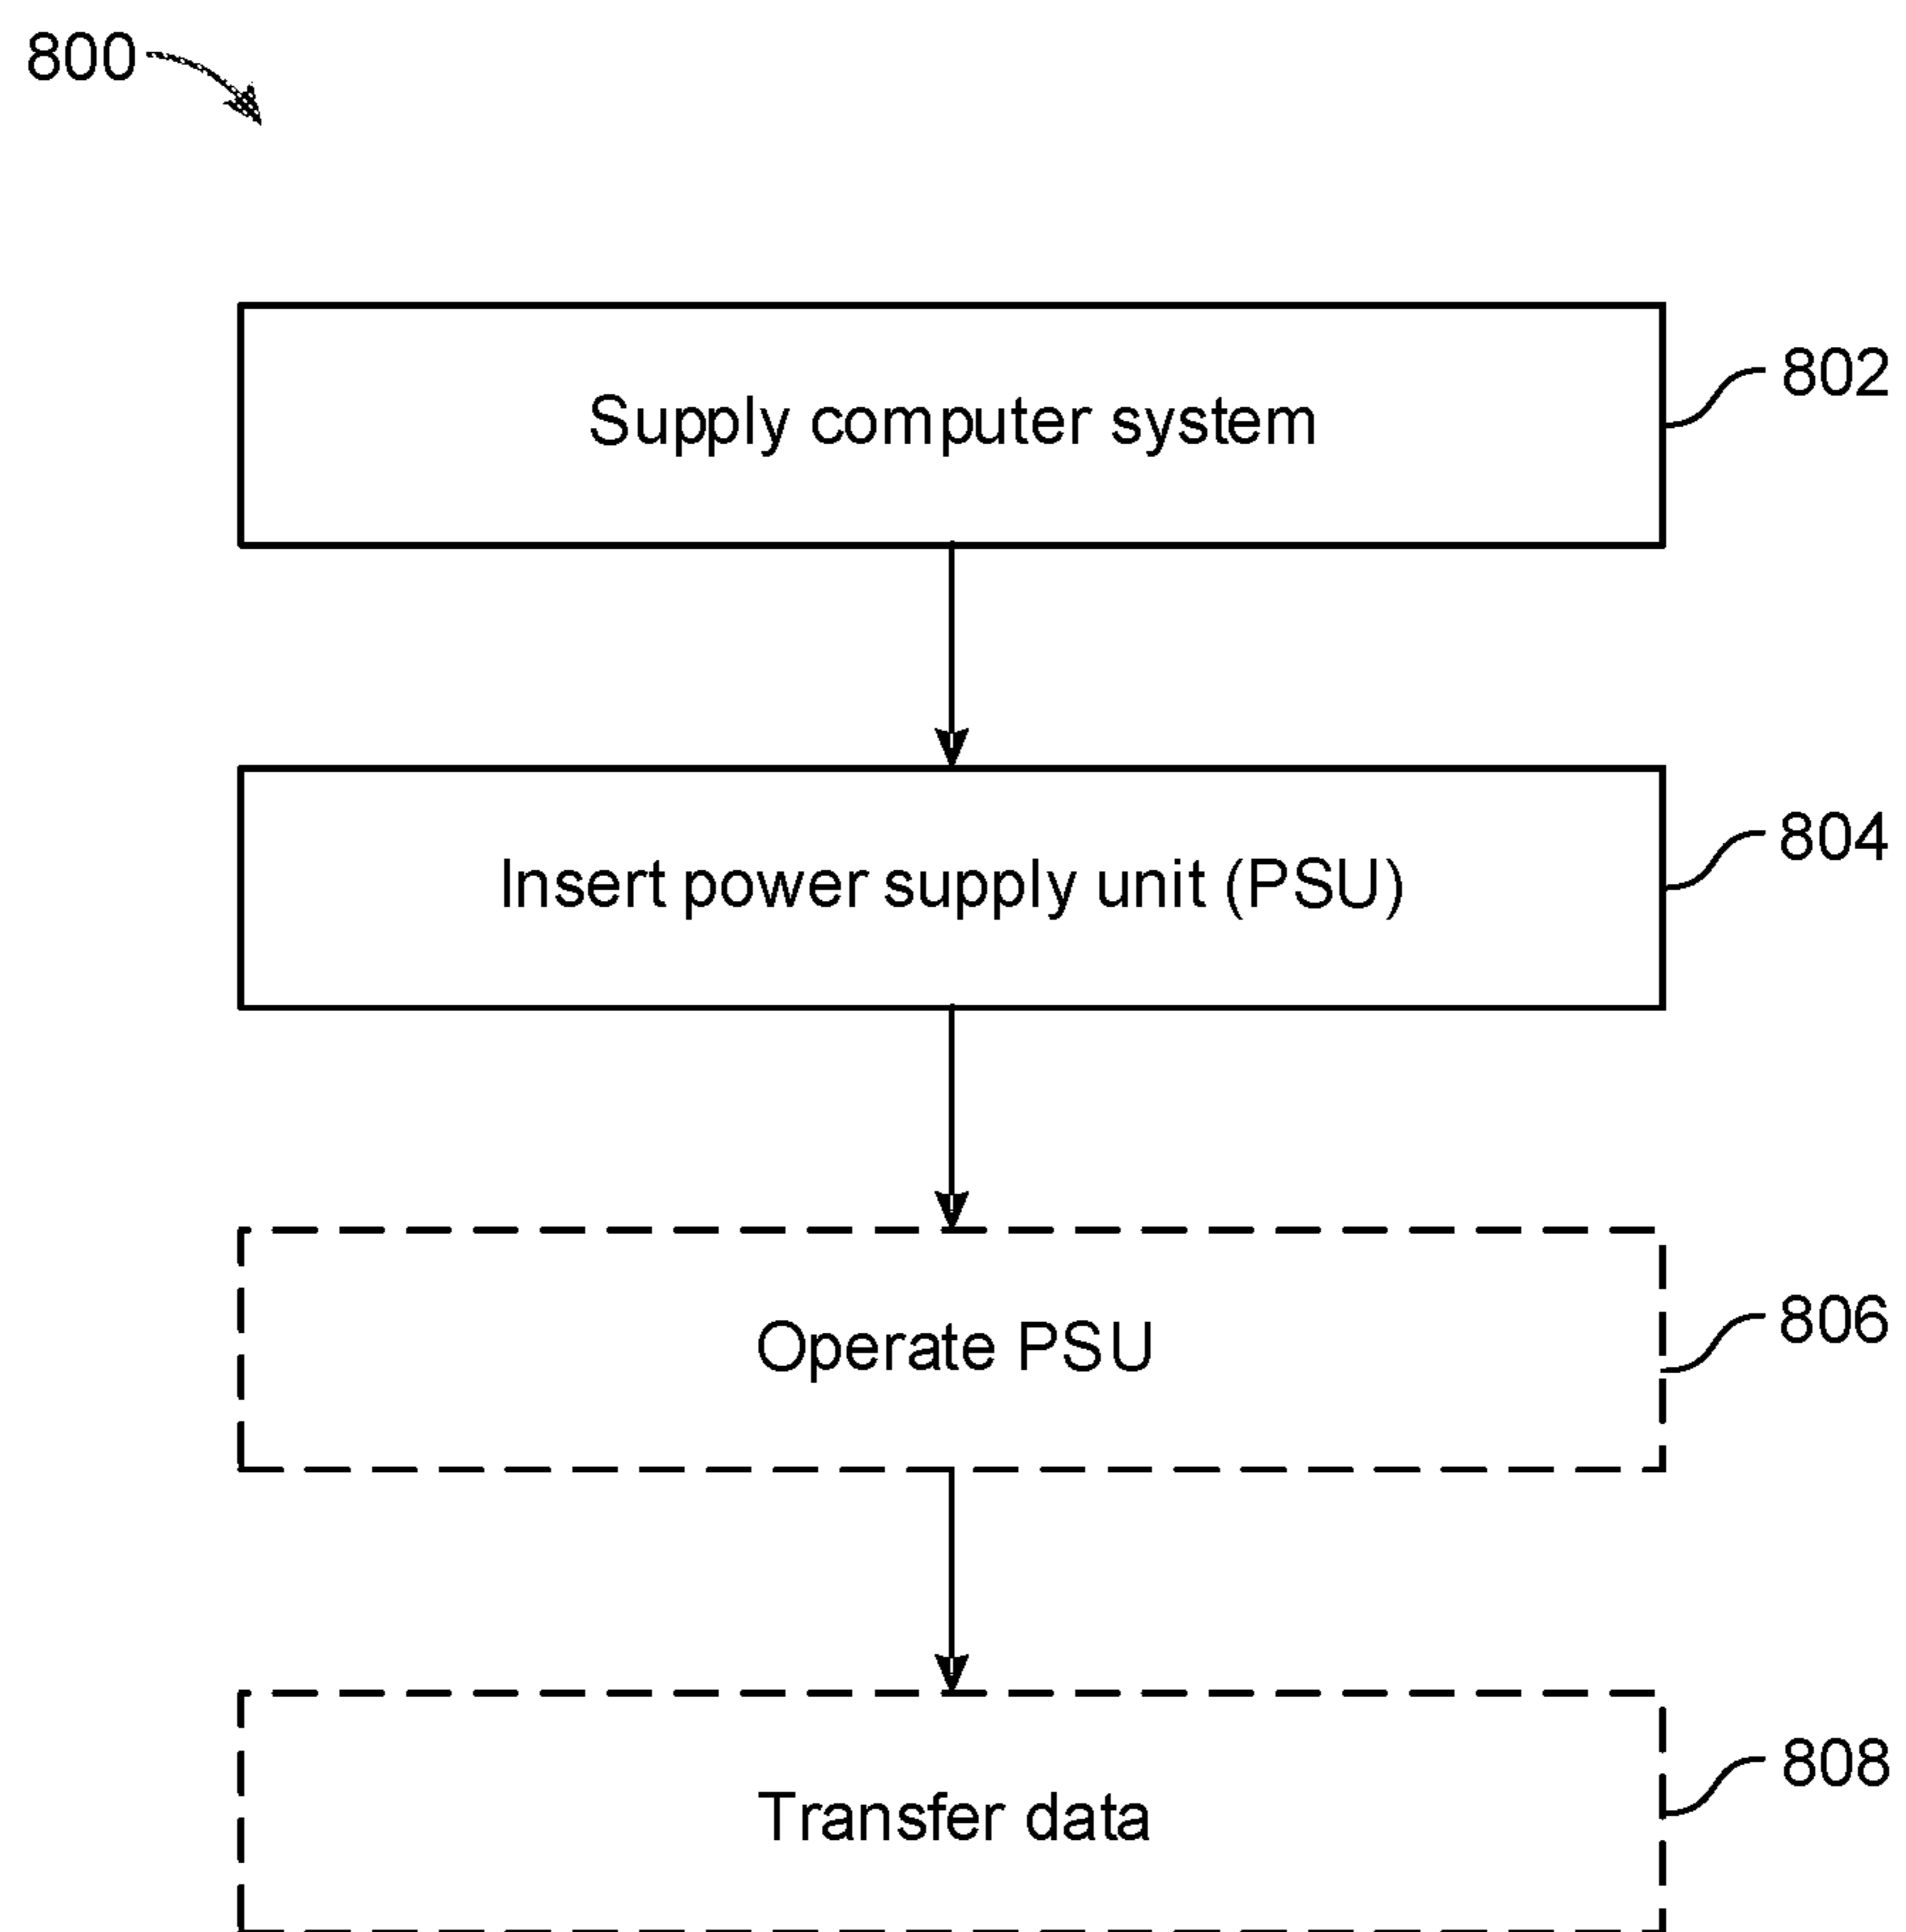 800
Supply computer system
802
Insert power supply unit (PSU)
804
Operate PSU
806
Transfer data
808